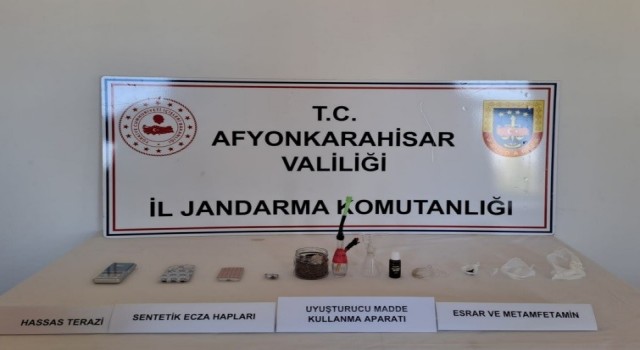 T.C.
AFYONKARAHİSAR
VALİLİĞİ
İL JANDARMA KOMUTANLIĞI
HASSAS TERAZİ
SENTETİK ECZA HAPLARI
UYUŞTURUCU MADDE
KULLANMA APARATI
ESRAR VE METAMFETAMİN